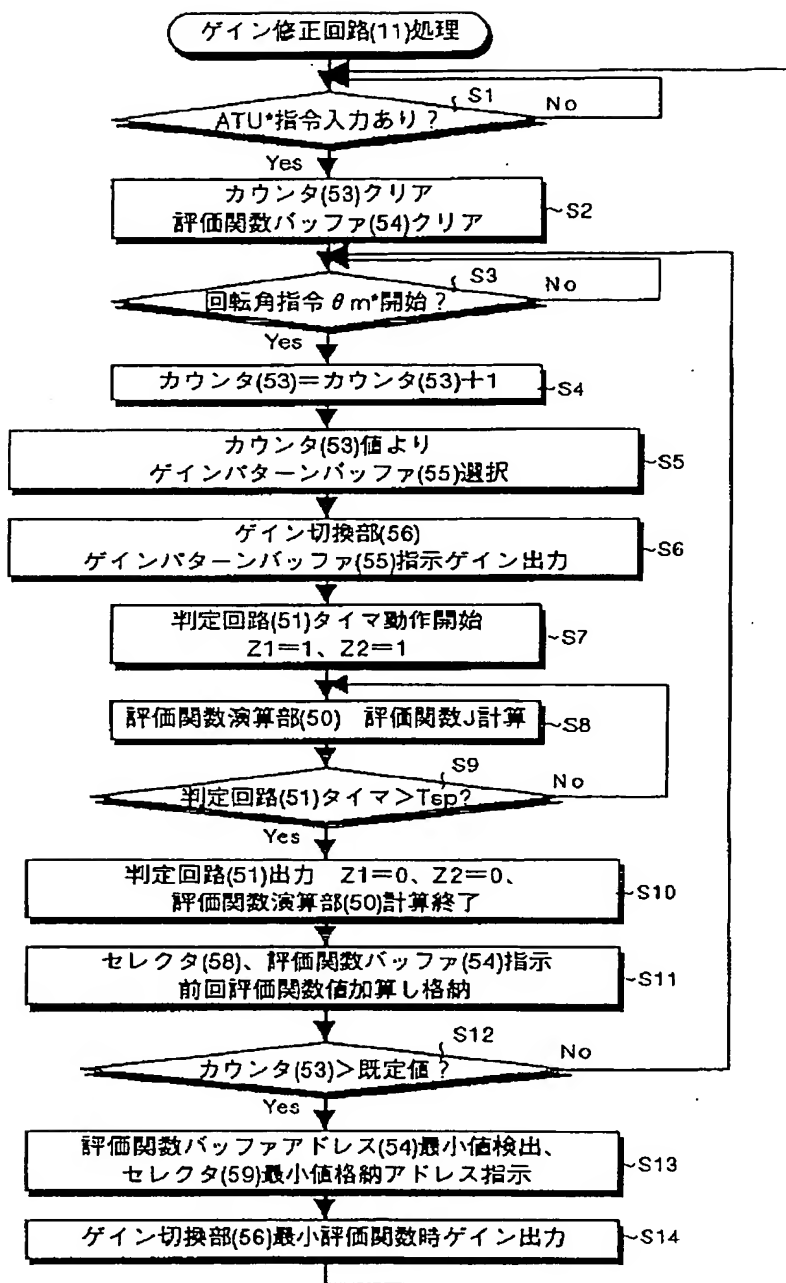 ゲイン修正回路(11)処理
S1
No
ATU*指令入力あり?
Yes
カウンタ(53)クリア
評価関数バッファ(54)クリア
S2
S3
No
回転角指令θm*開始?
Yes
カウンタ(53)=カウンタ(53)+1
S4
カウンタ(53)値より
ゲインパターンバッファ(55)選択
S5
ゲイン切換部(56)
ゲインパターンバッファ(55)指示ゲイン出力
S6
判定回路(51)タイマ動作開始
Z1=1、Z2=1
S7
評価関数演算部(50) 評価関数J計算
S8
S9
No
判定回路(51)タイマ>Tsp?
Yes
判定回路(51)出力 Z1=0、Z2=0、
評価関数演算部(50)計算終了
S10
セレクタ(58)、評価関数バッファ(54)指示
前回評価関数値加算し格納
S11
S12
No
カウンタ(53)>既定値?
Yes
評価関数バッファアドレス(54)最小値検出、
セレクタ(59)最小値格納アドレス指示
S13
ゲイン切換部(56)最小評価関数時ゲイン出力
S14